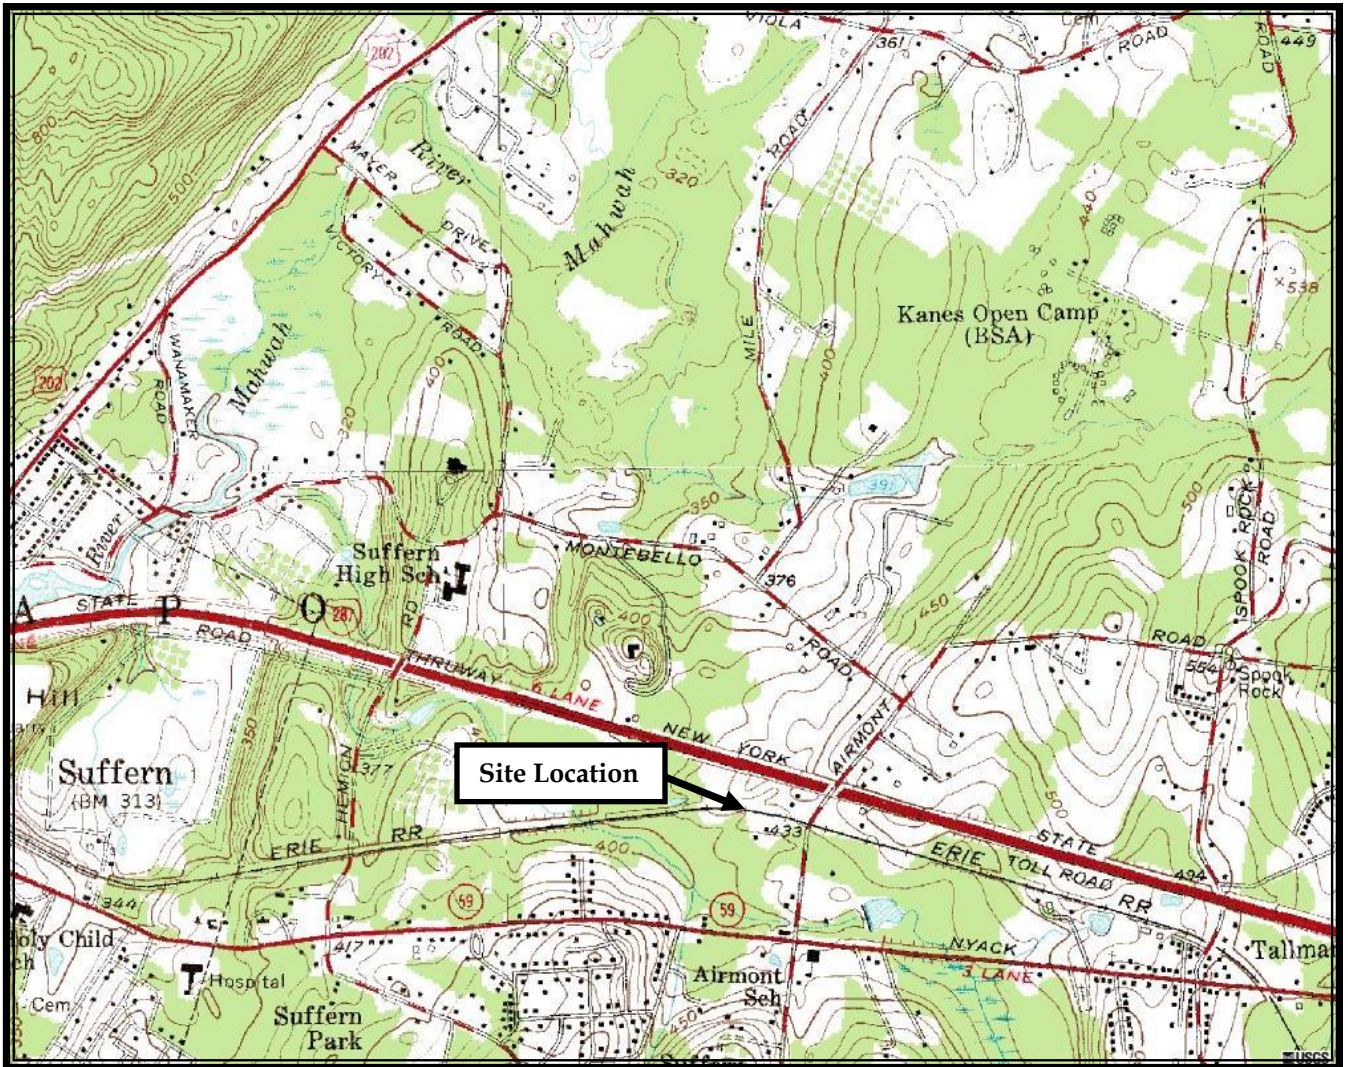 VIOLA
Cem
ROAD
ROAD
449
361
202
800
500
MAYER
River
DRIVE
Mahwah
320
ROAD
440
VICTORY
ROAD
538
Kanes Open Camp
(BSA)
MILE
400
400
WANAMAKER
ROAD
Mahwah
320
202
River
391
350
500
SPOOK ROCK
ROAD
MONTEBELLO
Suffern
High Sch
376
450
400
STATE
A P O
287
ROAD
RD
THRUWAY
6 LANE
NEW YORK
ROAD
ROAD
554
Spook
Rock
AIRMONT
Hill
350
HEMION
377
Suffern
(BM 313)
Site Location
500
433
STATE
ERIE RR
400
ERIE TOLL ROAD
RR
494
344
59
59
417
NYACK
3 LANE
Tallma
oly Child
ch
Hospital
Airmont
Sch
Cem
Suffern
Park
450
USGS